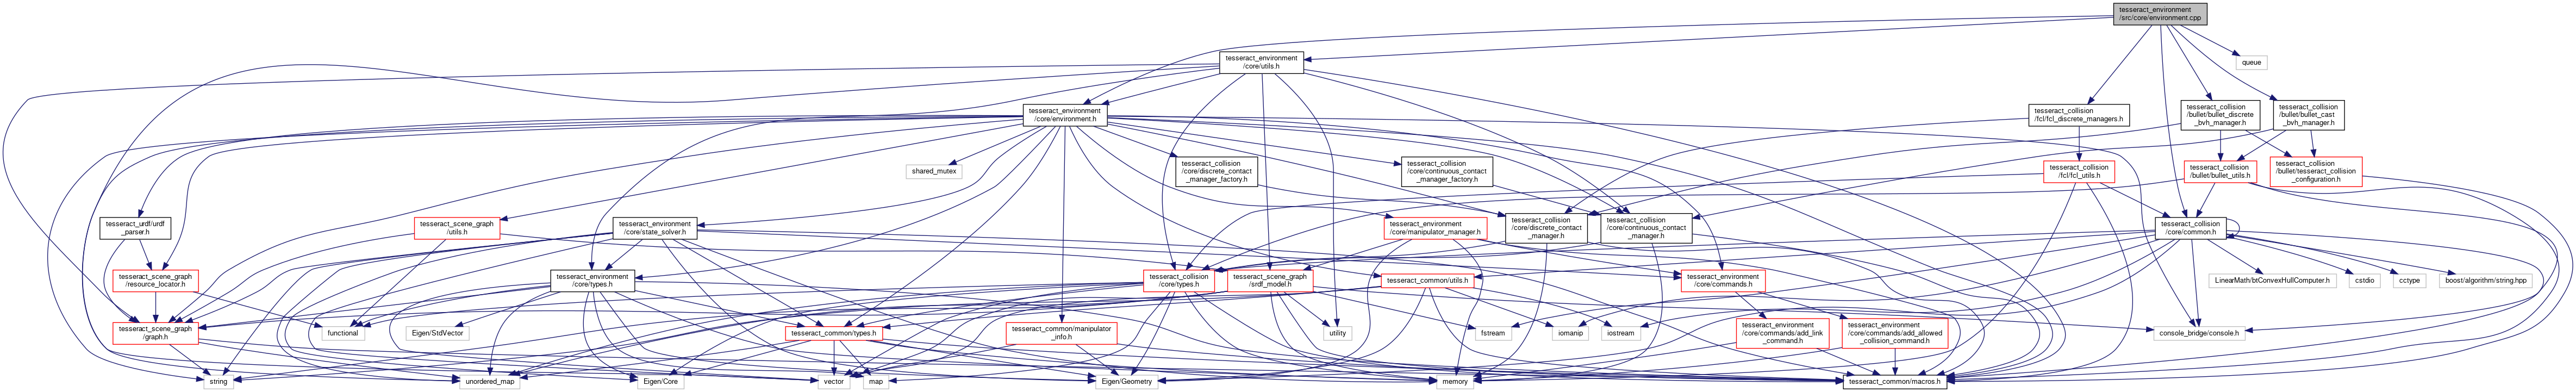 tesseract_environment
/src/core/environment.cpp
tesseract_environment
/core/utils.h
queue
tesseract_environment
/core/environment.h
tesseract_collision
/fcl/fcl_discrete_managers.h
tesseract_collision
/bullet/bullet_discrete
_bvh_manager.h
tesseract_collision
/bullet/bullet_cast
_bvh_manager.h
shared_mutex
tesseract_collision
/core/discrete_contact
_manager_factory.h
tesseract_collision
/core/continuous_contact
_manager_factory.h
tesseract_collision
/fcl/fcl_utils.h
tesseract_collision
/bullet/bullet_utils.h
tesseract_collision
/bullet/tesseract_collision
_configuration.h
tesseract_urdf/urdf
_parser.h
tesseract_scene_graph
/utils.h
tesseract_environment
/core/state_solver.h
tesseract_environment
/core/manipulator_manager.h
tesseract_collision
/core/discrete_contact
_manager.h
tesseract_collision
/core/continuous_contact
_manager.h
tesseract_collision
/core/common.h
tesseract_scene_graph
/resource_locator.h
tesseract_environment
/core/types.h
tesseract_collision
/core/types.h
tesseract_scene_graph
/srdf_model.h
tesseract_common/utils.h
tesseract_environment
/core/commands.h
LinearMath/btConvexHullComputer.h
cstdio
cctype
boost/algorithm/string.hpp
tesseract_scene_graph
/graph.h
functional
Eigen/StdVector
tesseract_common/types.h
tesseract_common/manipulator
_info.h
utility
fstream
iomanip
iostream
tesseract_environment
/core/commands/add_link
_command.h
tesseract_environment
/core/commands/add_allowed
_collision_command.h
console_bridge/console.h
string
unordered_map
Eigen/Core
vector
map
Eigen/Geometry
memory
tesseract_common/macros.h